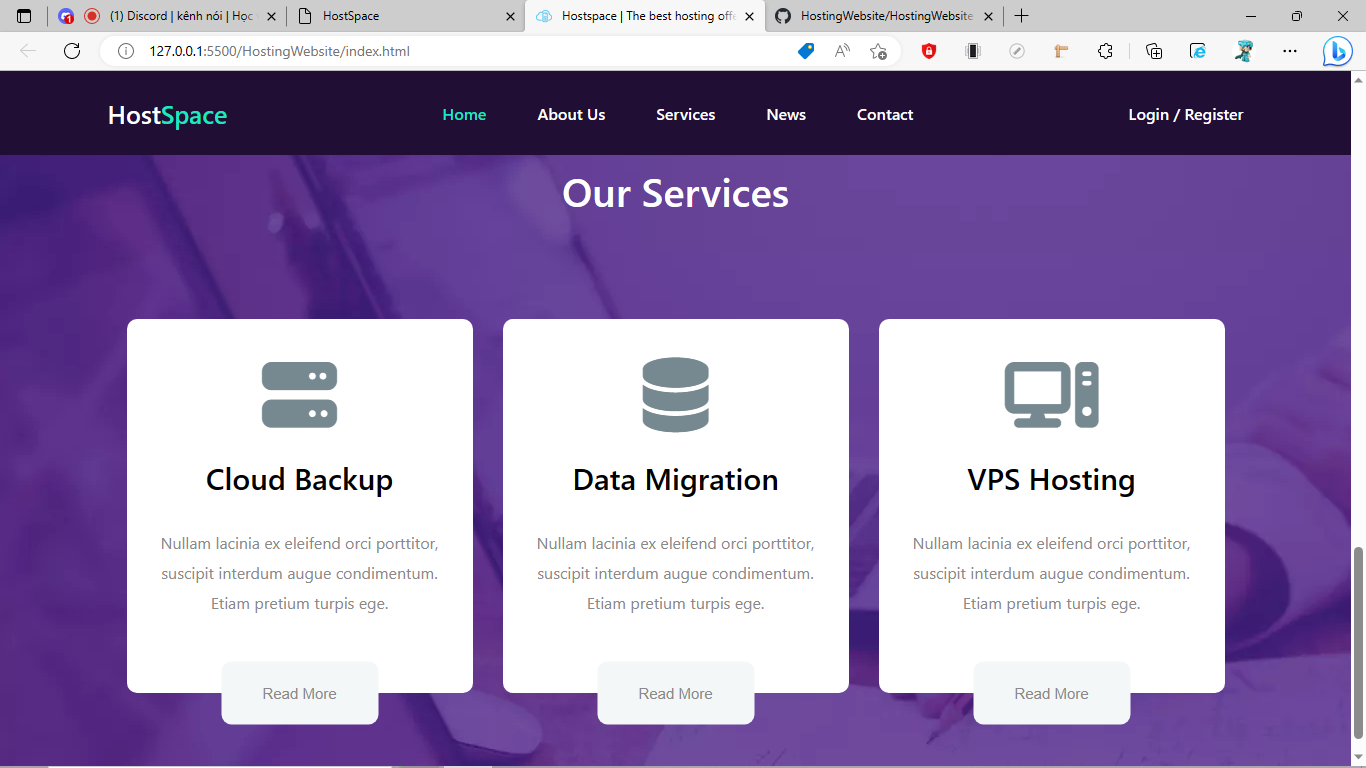 (1) Discord | kênh nói | Học
HostSpace
Hostspace | The best hosting offe
HostingWebsite/HostingWebsite
127.0.0.1:5500/HostingWebsite/index.html
HostSpace
Home
About Us
Services
News
Contact
Login / Register
Our Services
Cloud Backup
Nullam lacinia ex eleifend orci porttitor,
suscipit interdum augue condimentum.
Etiam pretium turpis ege.
Read More
Data Migration
Nullam lacinia ex eleifend orci porttitor,
suscipit interdum augue condimentum.
Etiam pretium turpis ege.
Read More
VPS Hosting
Nullam lacinia ex eleifend orci porttitor,
suscipit interdum augue condimentum.
Etiam pretium turpis ege.
Read More